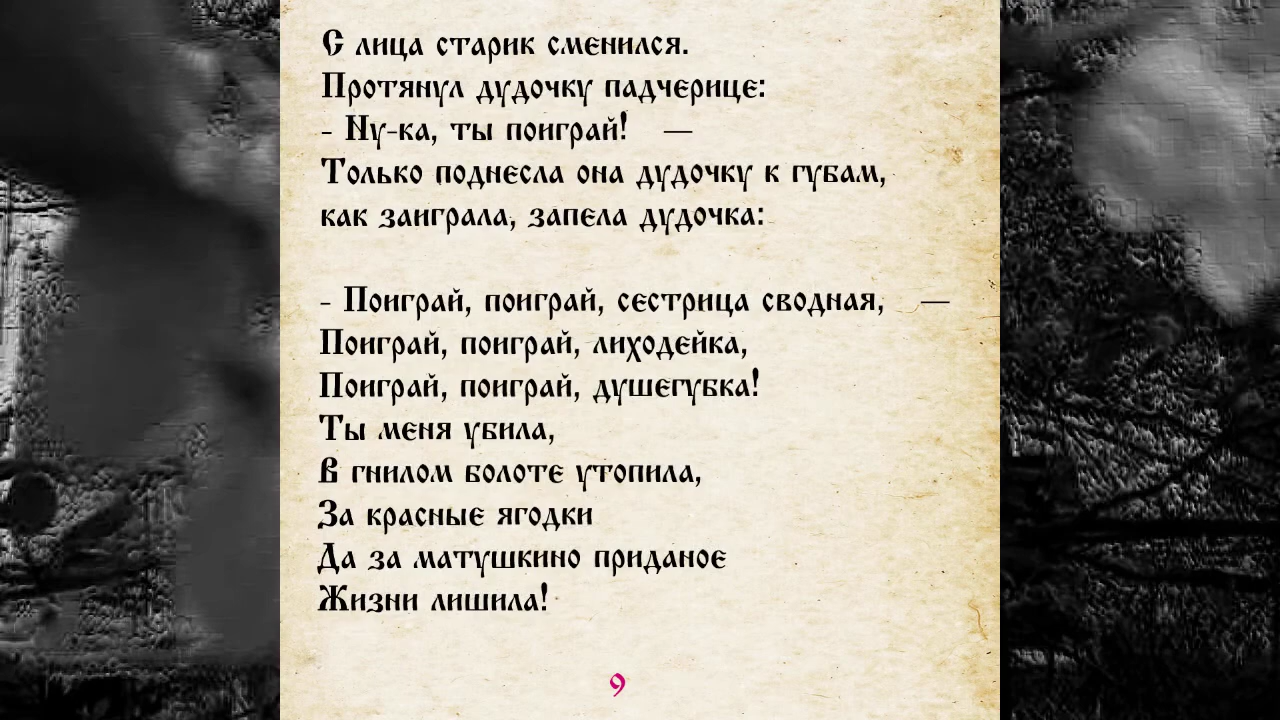 С лица старик сменился.
Протянул дудочку падчерице:
- Ну-ка, ты поиграй! —
Только поднесла она дудочку к губам,
как заиграла, запела дудочка:
- Поиграй, поиграй, сестрица сводная, —
Поиграй, поиграй, лиходейка,
Поиграй, поиграй, душегубка!
Ты меня убила,
В гнилом болоте утопила,
За красные ягодки
Да за матушкино приданое
Жизни лишила!
9